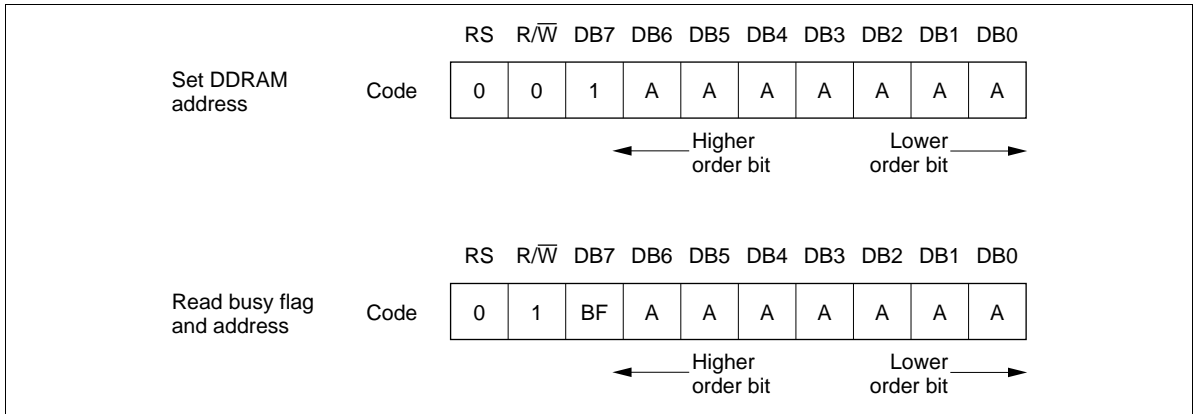 RS R/W̅ DB7 DB6 DB5 DB4 DB3 DB2 DB1 DB0
Set DDRAM
address
Code 0 0 1 A A A A A A A
Higher
order bit
Lower
order bit
RS R/W̅ DB7 DB6 DB5 DB4 DB3 DB2 DB1 DB0
Read busy flag
and address
Code 0 1 BF A A A A A A A
Higher
order bit
Lower
order bit